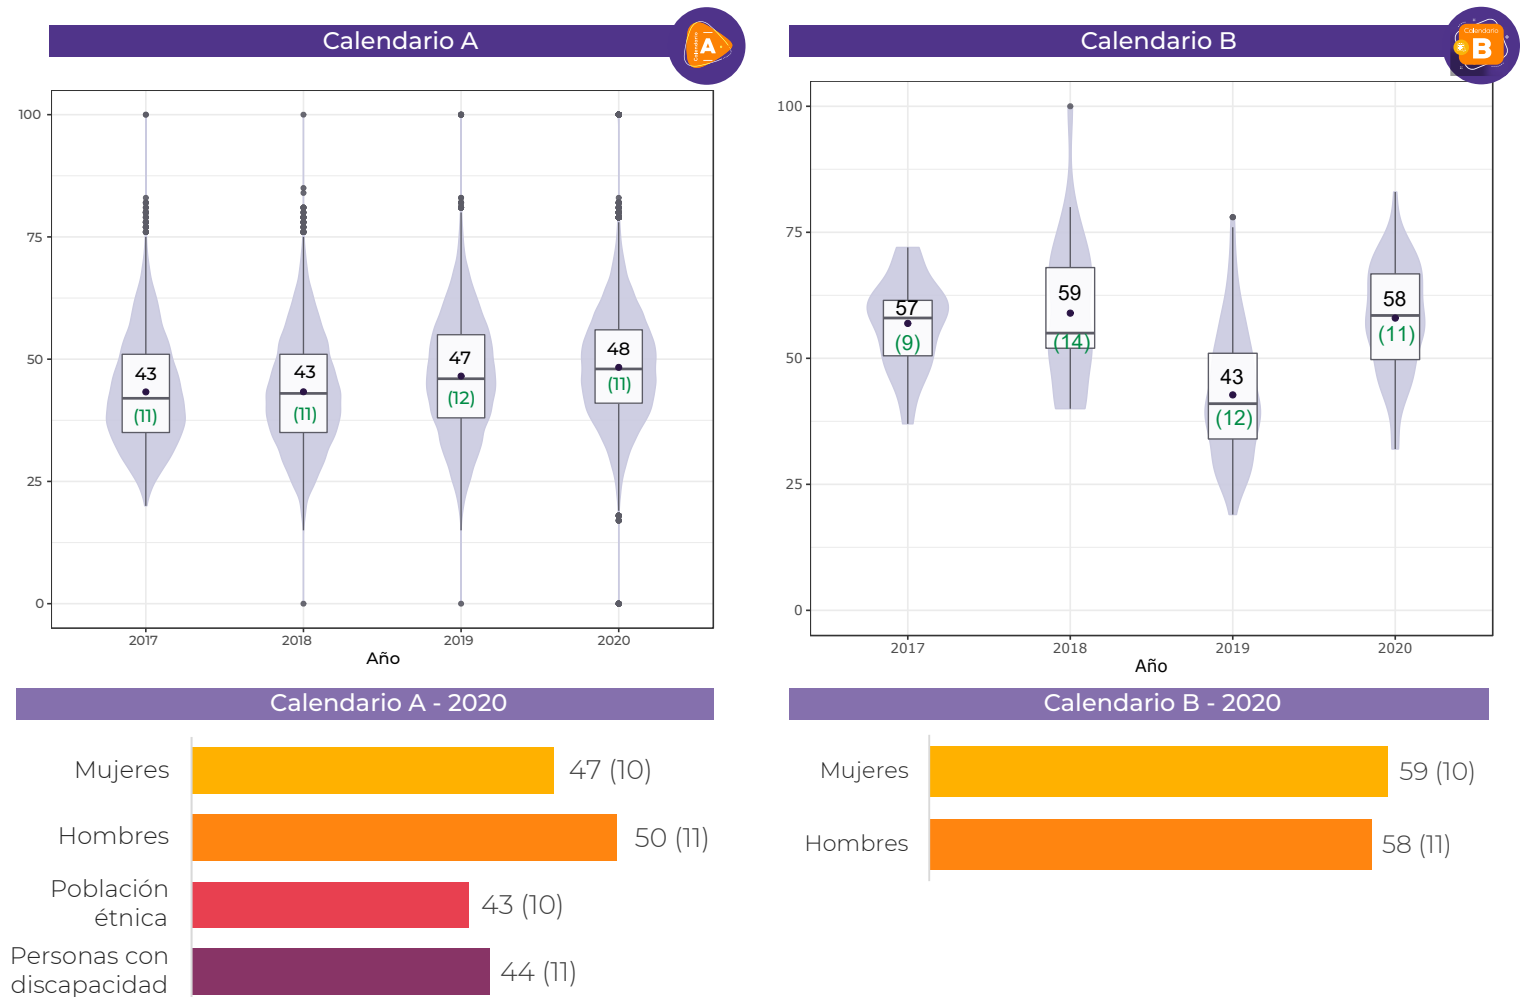 Calendario A
Calendario
A
100
75
50
25
0
43
(11)
43
(11)
47
(12)
48
(11)
2017
2018
2019
2020
Año
Calendario B
Calendario
B
100
75
50
25
0
57
(9)
59
(14)
43
(12)
58
(11)
2017
2018
2019
2020
Año
Calendario A - 2020
Mujeres
47 (10)
Hombres
50 (11)
Población
étnica
43 (10)
Personas con
discapacidad
44 (11)
Calendario B - 2020
Mujeres
59 (10)
Hombres
58 (11)